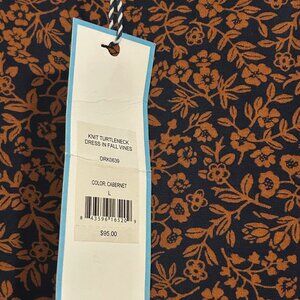 KNIT TURTLENECK
DRESS IN FALL VINES
DRK0639
COLOR: CABERNET
L
$95.00